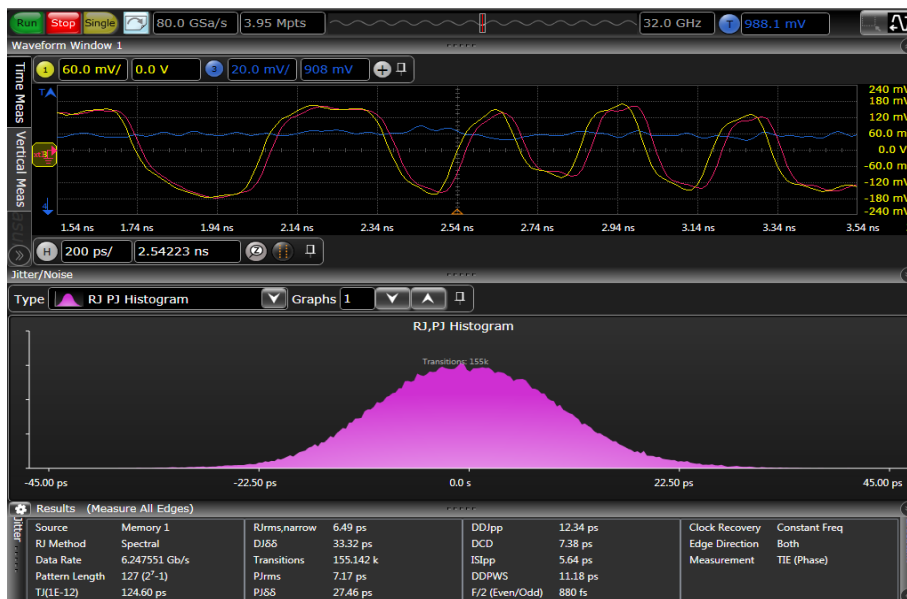 Run Stop Single 80.0 GSa/s 3.95 Mpts 32.0 GHz T 988.1 mV
Waveform Window 1
Time Meas
Vertical Meas
1 60.0 mV/ 0.0 V 3 20.0 mV/ 908 mV
T
240 mV
180 mV
120 mV
60.0 mV
0.0 V
-60.0 mV
-120 mV
-180 mV
-240 mV
1.54 ns 1.74 ns 1.94 ns 2.14 ns 2.34 ns 2.54 ns 2.74 ns 2.94 ns 3.14 ns 3.34 ns 3.54 ns
H 200 ps/ 2.54223 ns
Jitter/Noise
Type RJ PJ Histogram Graphs 1
RJ,PJ Histogram
Transitions: 155k
-45.00 ps -22.50 ps 0.0 s 22.50 ps 45.00 ps
Results (Measure All Edges)
Jitter
Source Memory 1 RJrms,narrow 6.49 ps DDJpp 12.34 ps Clock Recovery Constant Freq
RJ Method Spectral DJδδ 33.32 ps DCD 7.38 ps Edge Direction Both
Data Rate 6.247551 Gb/s Transitions 155.142 k ISIpp 5.64 ps Measurement TIE (Phase)
Pattern Length 127 (2⁷-1) PJrms 7.17 ps DDPWS 11.18 ps
TJ(1E-12) 124.60 ps PJδδ 27.46 ps F/2 (Even/Odd) 880 fs